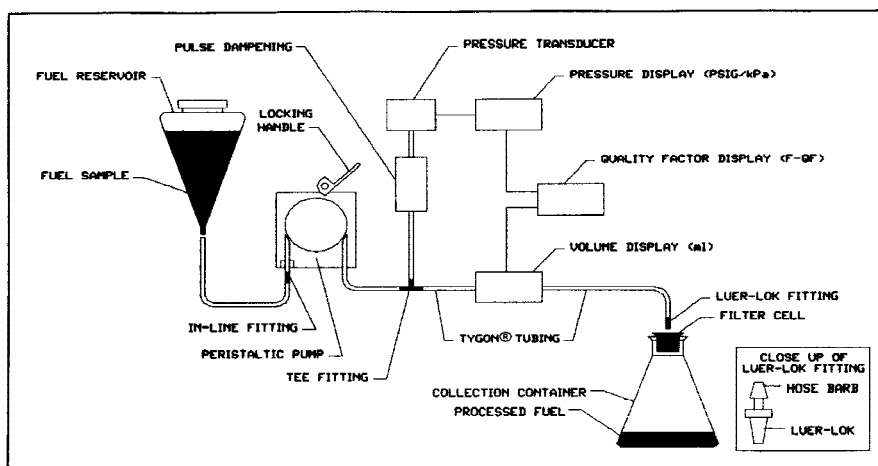 PULSE DAMPENING
PRESSURE TRANSDUCER
FUEL RESERVOIR
PRESSURE DISPLAY (PSIG/kPa)
LOCKING
HANDLE
QUALITY FACTOR DISPLAY (F-QF)
FUEL SAMPLE
VOLUME DISPLAY (ml)
LUER-LOK FITTING
IN-LINE FITTING
FILTER CELL
TYGON® TUBING
PERISTALTIC PUMP
TEE FITTING
CLOSE UP OF
LUER-LOK FITTING
HOSE BARB
COLLECTION CONTAINER
PROCESSED FUEL
LUER-LOK